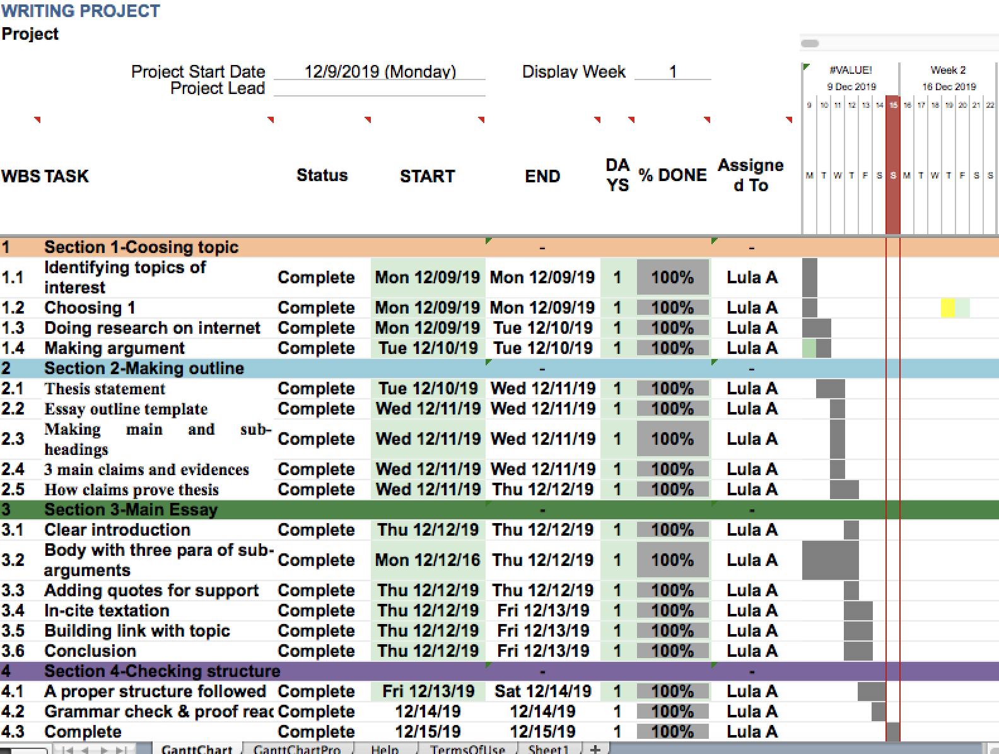 WRITING PROJECT
Project
Project Start Date 12/9/2019 (Monday) Display Week 1
Project Lead
#VALUE! Week 2
9 Dec 2019 16 Dec 2019
9 10 11 12 13 14 15 16 17 18 19 20 21 22
WBS TASK Status START END DA YS % DONE Assigne d To M T W T F S S M T W T F S S
1 Section 1-Coosing topic - -
1.1 Identifying topics of interest Complete Mon 12/09/19 Mon 12/09/19 1 100% Lula A
1.2 Choosing 1 Complete Mon 12/09/19 Mon 12/09/19 1 100% Lula A
1.3 Doing research on internet Complete Mon 12/09/19 Tue 12/10/19 1 100% Lula A
1.4 Making argument Complete Tue 12/10/19 Tue 12/10/19 1 100% Lula A
2 Section 2-Making outline - -
2.1 Thesis statement Complete Tue 12/10/19 Wed 12/11/19 1 100% Lula A
2.2 Essay outline template Complete Wed 12/11/19 Wed 12/11/19 1 100% Lula A
2.3 Making main and sub-headings Complete Wed 12/11/19 Wed 12/11/19 1 100% Lula A
2.4 3 main claims and evidences Complete Wed 12/11/19 Wed 12/11/19 1 100% Lula A
2.5 How claims prove thesis Complete Wed 12/11/19 Thu 12/12/19 1 100% Lula A
3 Section 3-Main Essay - -
3.1 Clear introduction Complete Thu 12/12/19 Thu 12/12/19 1 100% Lula A
3.2 Body with three para of sub-arguments Complete Mon 12/12/16 Thu 12/12/19 1 100% Lula A
3.3 Adding quotes for support Complete Thu 12/12/19 Thu 12/12/19 1 100% Lula A
3.4 In-cite textation Complete Thu 12/12/19 Fri 12/13/19 1 100% Lula A
3.5 Building link with topic Complete Thu 12/12/19 Fri 12/13/19 1 100% Lula A
3.6 Conclusion Complete Thu 12/12/19 Fri 12/13/19 1 100% Lula A
4 Section 4-Checking structure - -
4.1 A proper structure followed Complete Fri 12/13/19 Sat 12/14/19 1 100% Lula A
4.2 Grammar check & proof read Complete 12/14/19 12/14/19 1 100% Lula A
4.3 Complete Complete 12/15/19 12/15/19 1 100% Lula A
GanttChart GanttChartPro Help TermsOfUse Sheet1 +